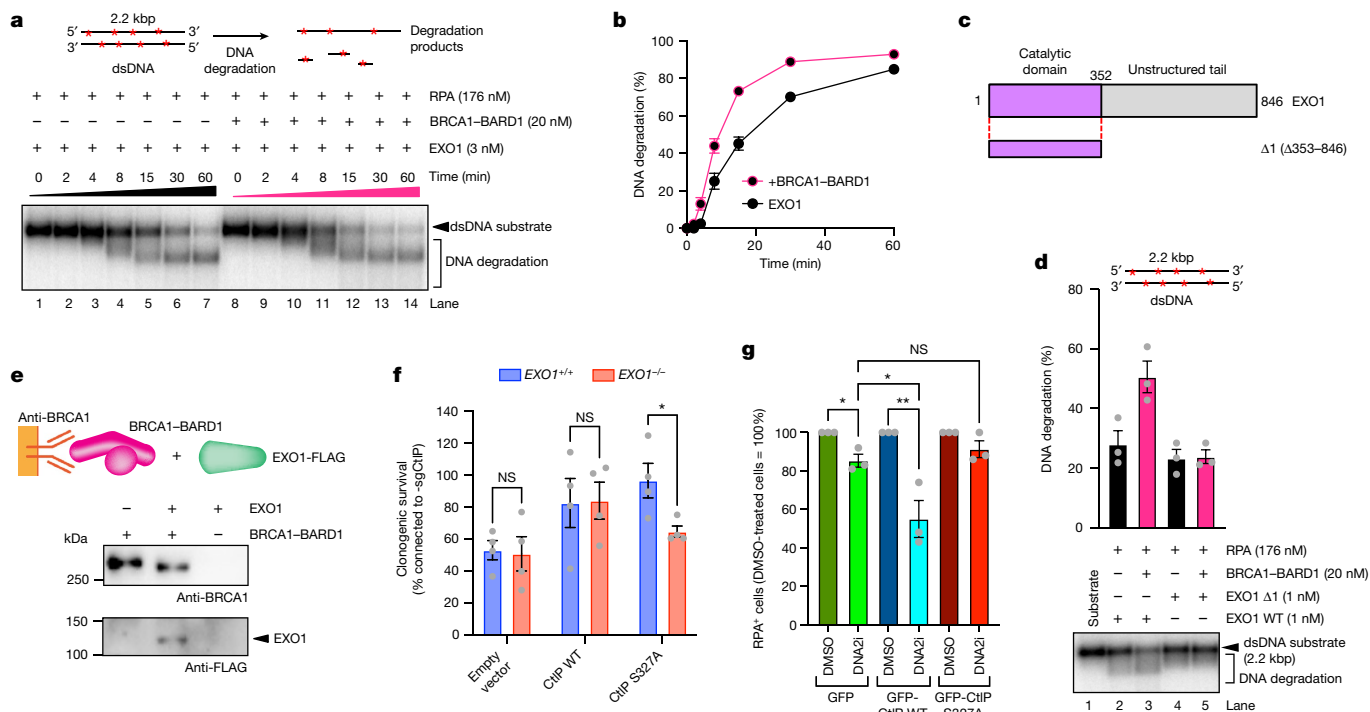 a
2.2 kbp
5′ 3′
3′ 5′
dsDNA
DNA
degradation
Degradation
products
+ + + + + + + + + + + + + + RPA (176 nM)
− − − − − − − + + + + + + + BRCA1–BARD1 (20 nM)
+ + + + + + + + + + + + + + EXO1 (3 nM)
0 2 4 8 15 30 60 0 2 4 8 15 30 60 Time (min)
dsDNA substrate
DNA degradation
1 2 3 4 5 6 7 8 9 10 11 12 13 14 Lane
b
DNA degradation (%)
100
80
60
40
20
0
0 20 40 60
Time (min)
+BRCA1–BARD1
EXO1
c
Catalytic
domain
352
Unstructured tail
1
846 EXO1
Δ1 (Δ353–846)
d
2.2 kbp
5′ 3′
3′ 5′
dsDNA
DNA degradation (%)
80
60
40
20
0
Substrate
+ + + + RPA (176 nM)
− + − + BRCA1–BARD1 (20 nM)
− − + + EXO1 Δ1 (1 nM)
+ + − − EXO1 WT (1 nM)
dsDNA substrate
(2.2 kbp)
DNA degradation
1 2 3 4 5 Lane
e
Anti-BRCA1
BRCA1–BARD1
+
EXO1-FLAG
− + + EXO1
+ + − BRCA1–BARD1
kDa
250
Anti-BRCA1
150
100
EXO1
Anti-FLAG
f
EXO1+/+ EXO1−/−
Clonogenic survival
(% connected to -sgCtIP)
140
120
100
80
60
40
20
0
NS
NS
*
Empty
vector
CtIP WT
CtIP S327A
g
RPA+ cells (DMSO-treated cells = 100%)
100
80
60
40
20
0
NS
*
*
**
DMSO
DNA2i
DMSO
DNA2i
DMSO
DNA2i
GFP
GFP-
CtIP WT
GFP-CtIP
S327A